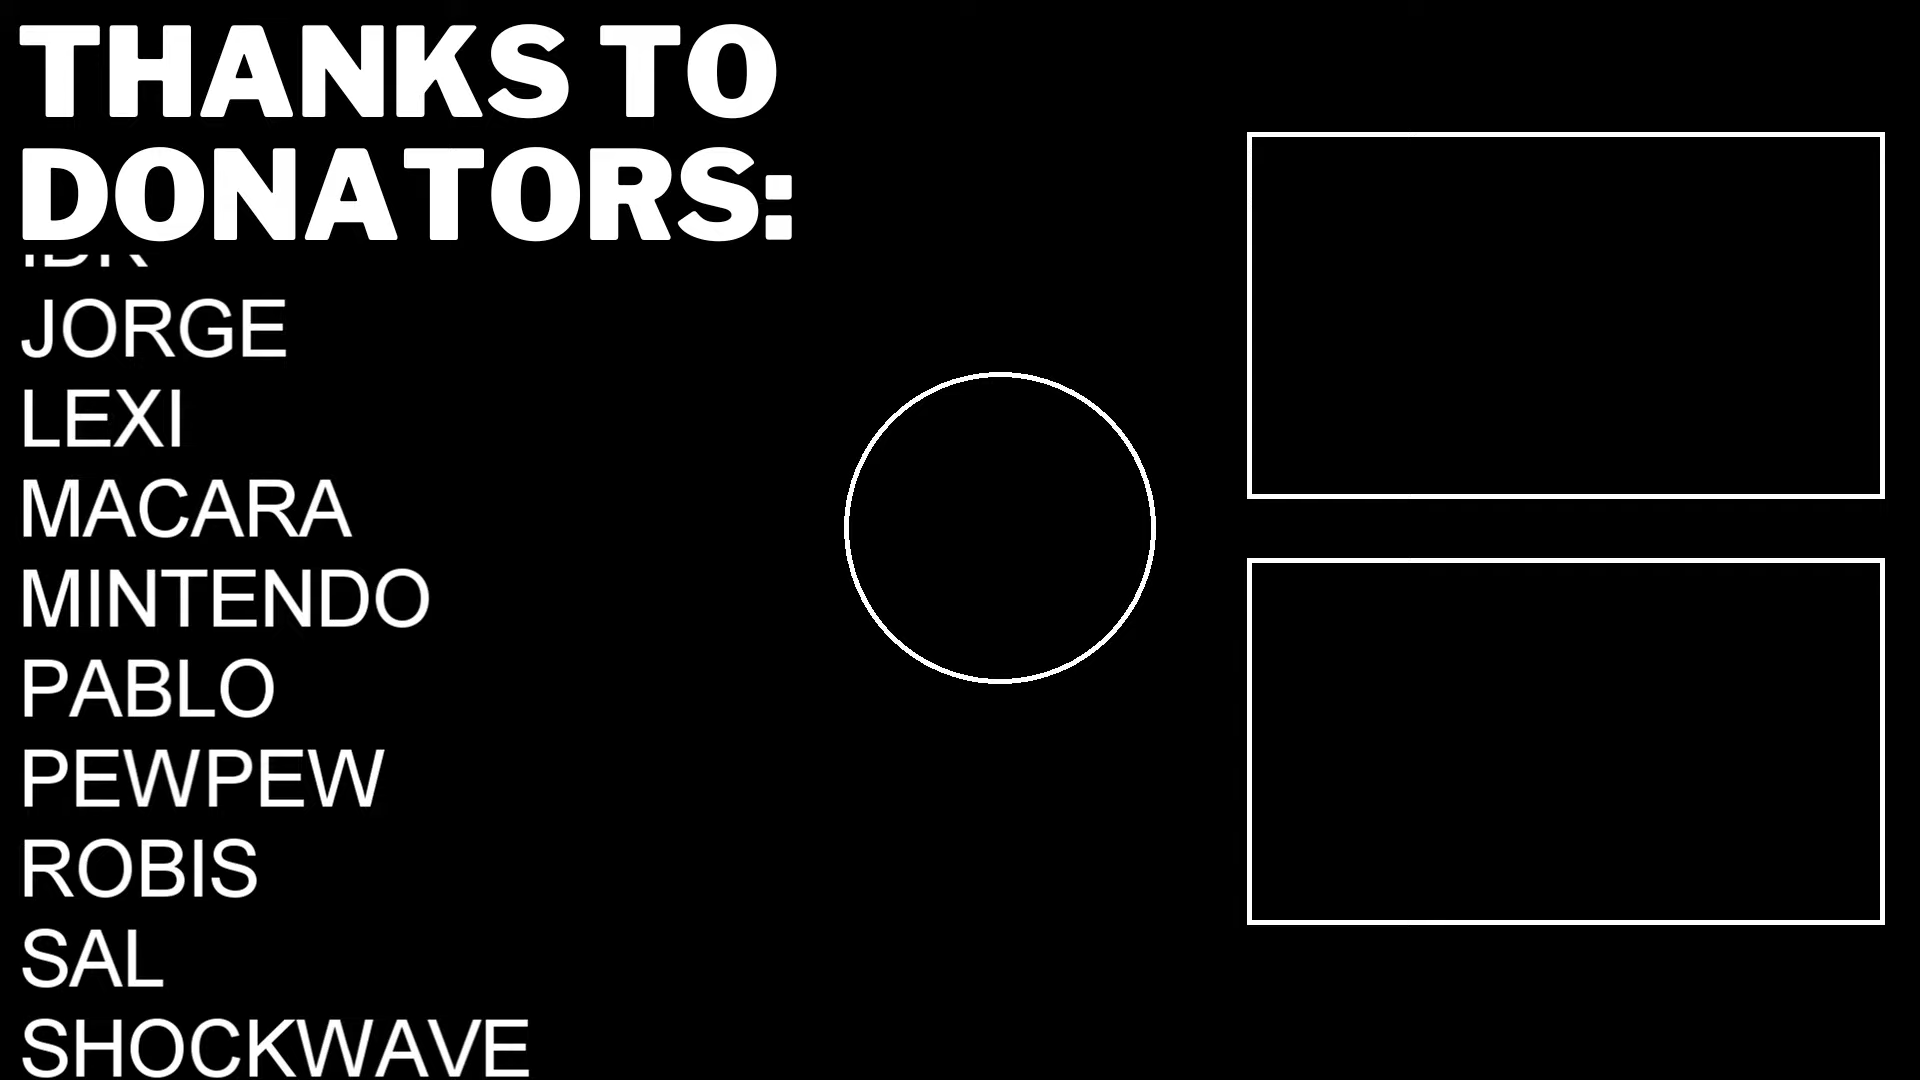 THANKS TO
DONATORS:
JORGE
LEXI
MACARA
MINTENDO
PABLO
PEWPEW
ROBIS
SAL
SHOCKWAVE